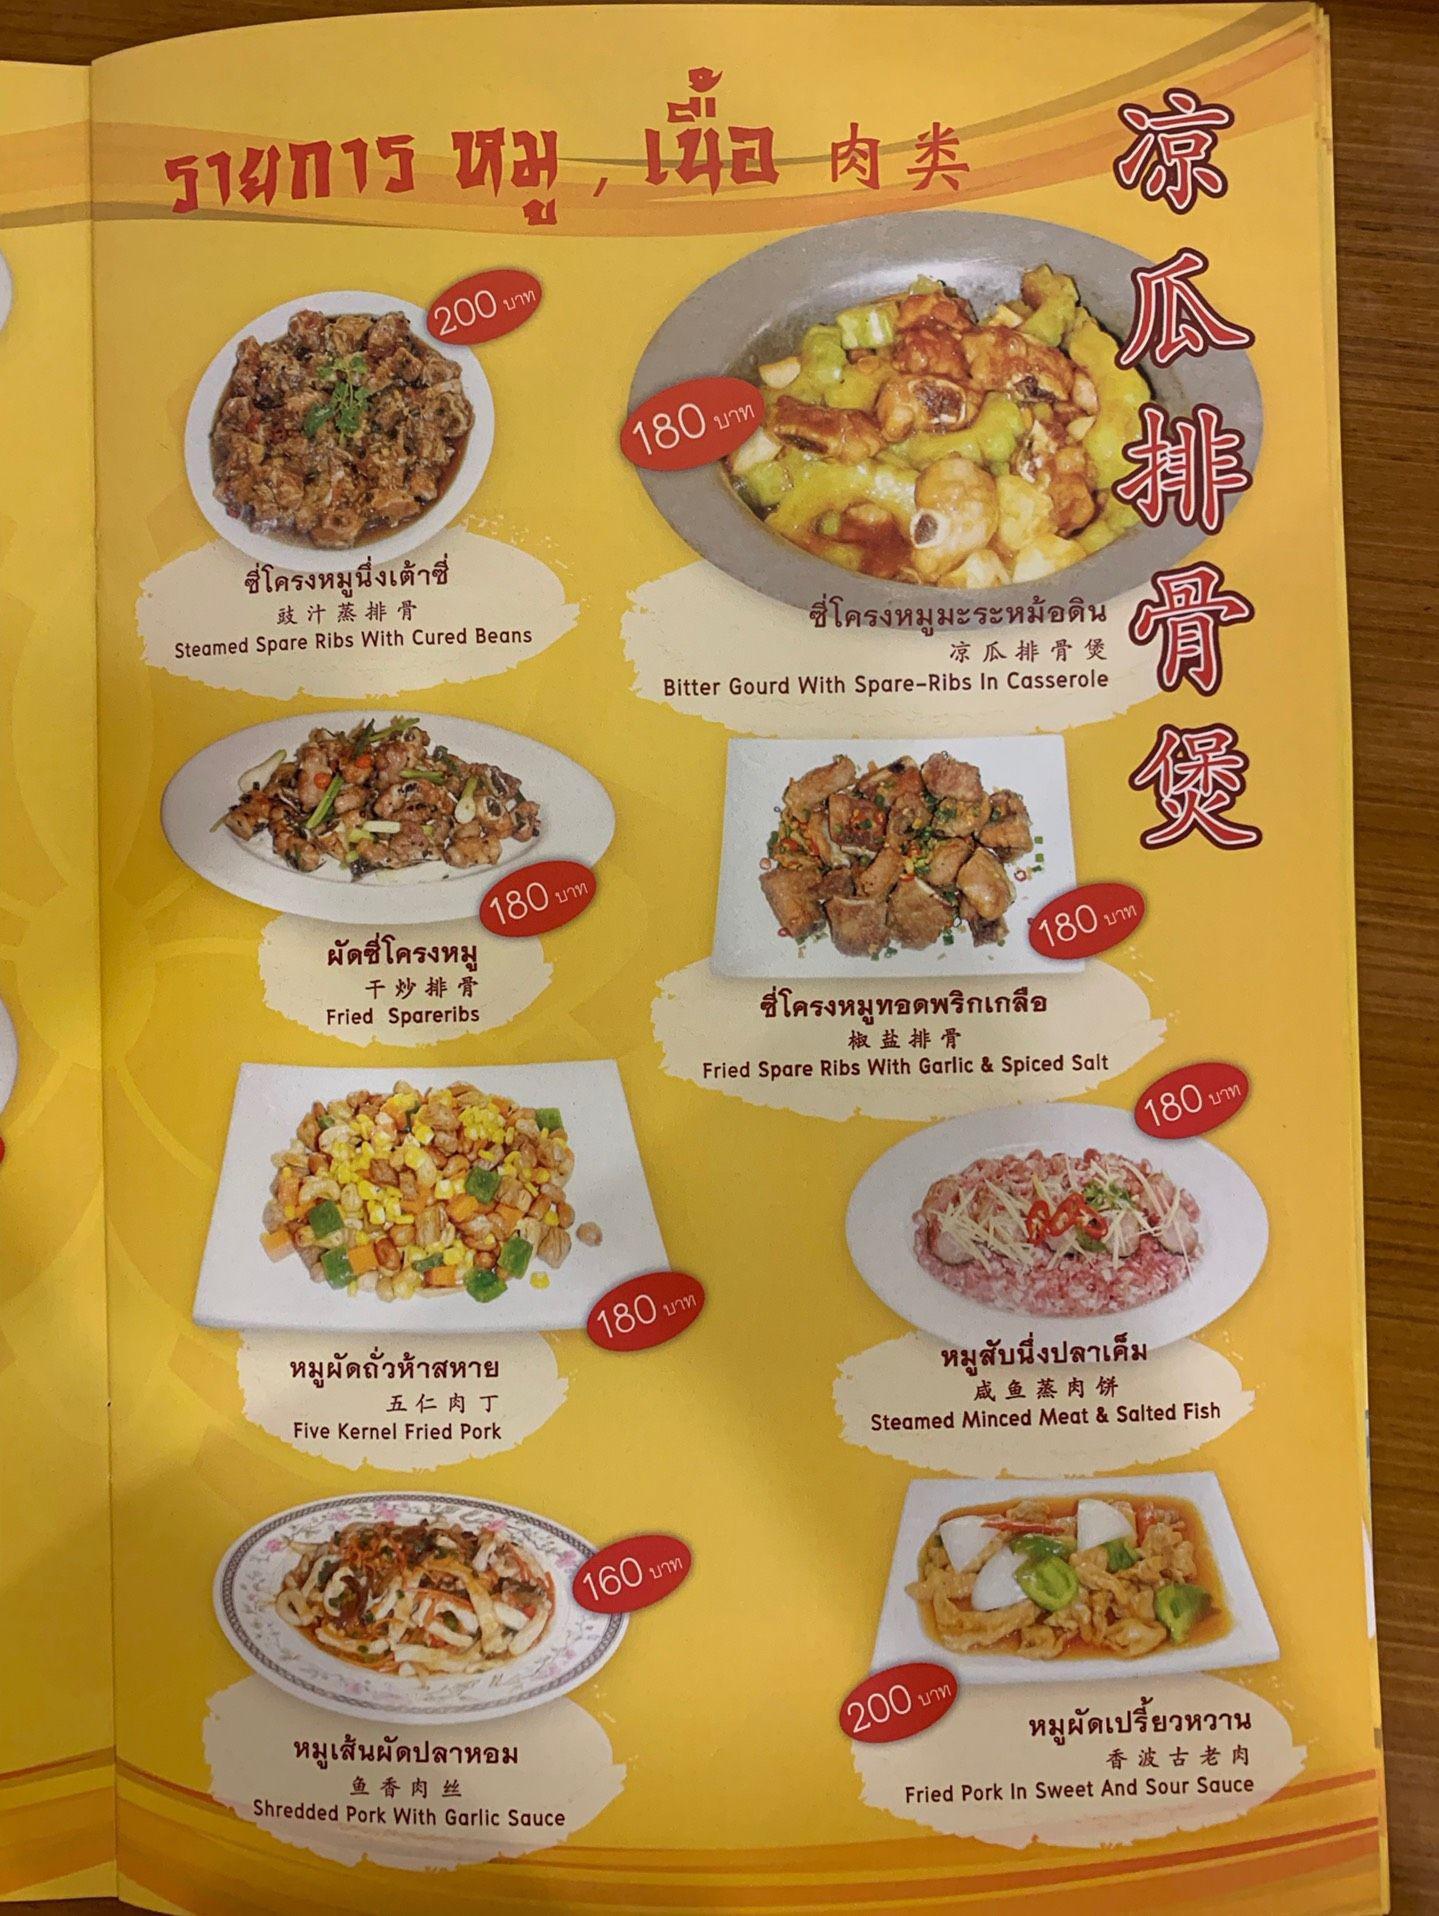 รายการ หมู , เนื้อ 肉类
凉瓜排骨煲
200 บาท
ซี่โครงหมูนึ่งเต้าซี่
豉汁蒸排骨
Steamed Spare Ribs With Cured Beans
180 บาท
ซี่โครงหมูมะระหม้อดิน
凉瓜排骨煲
Bitter Gourd With Spare-Ribs In Casserole
180 บาท
ผัดซี่โครงหมู
干炒排骨
Fried Spareribs
180 บาท
ซี่โครงหมูทอดพริกเกลือ
椒盐排骨
Fried Spare Ribs With Garlic & Spiced Salt
180 บาท
หมูผัดถั่วห้าสหาย
五仁肉丁
Five Kernel Fried Pork
180 บาท
หมูสับนึ่งปลาเค็ม
咸鱼蒸肉饼
Steamed Minced Meat & Salted Fish
160 บาท
หมูเส้นผัดปลาหอม
鱼香肉丝
Shredded Pork With Garlic Sauce
200 บาท
หมูผัดเปรี้ยวหวาน
香波古老肉
Fried Pork In Sweet And Sour Sauce